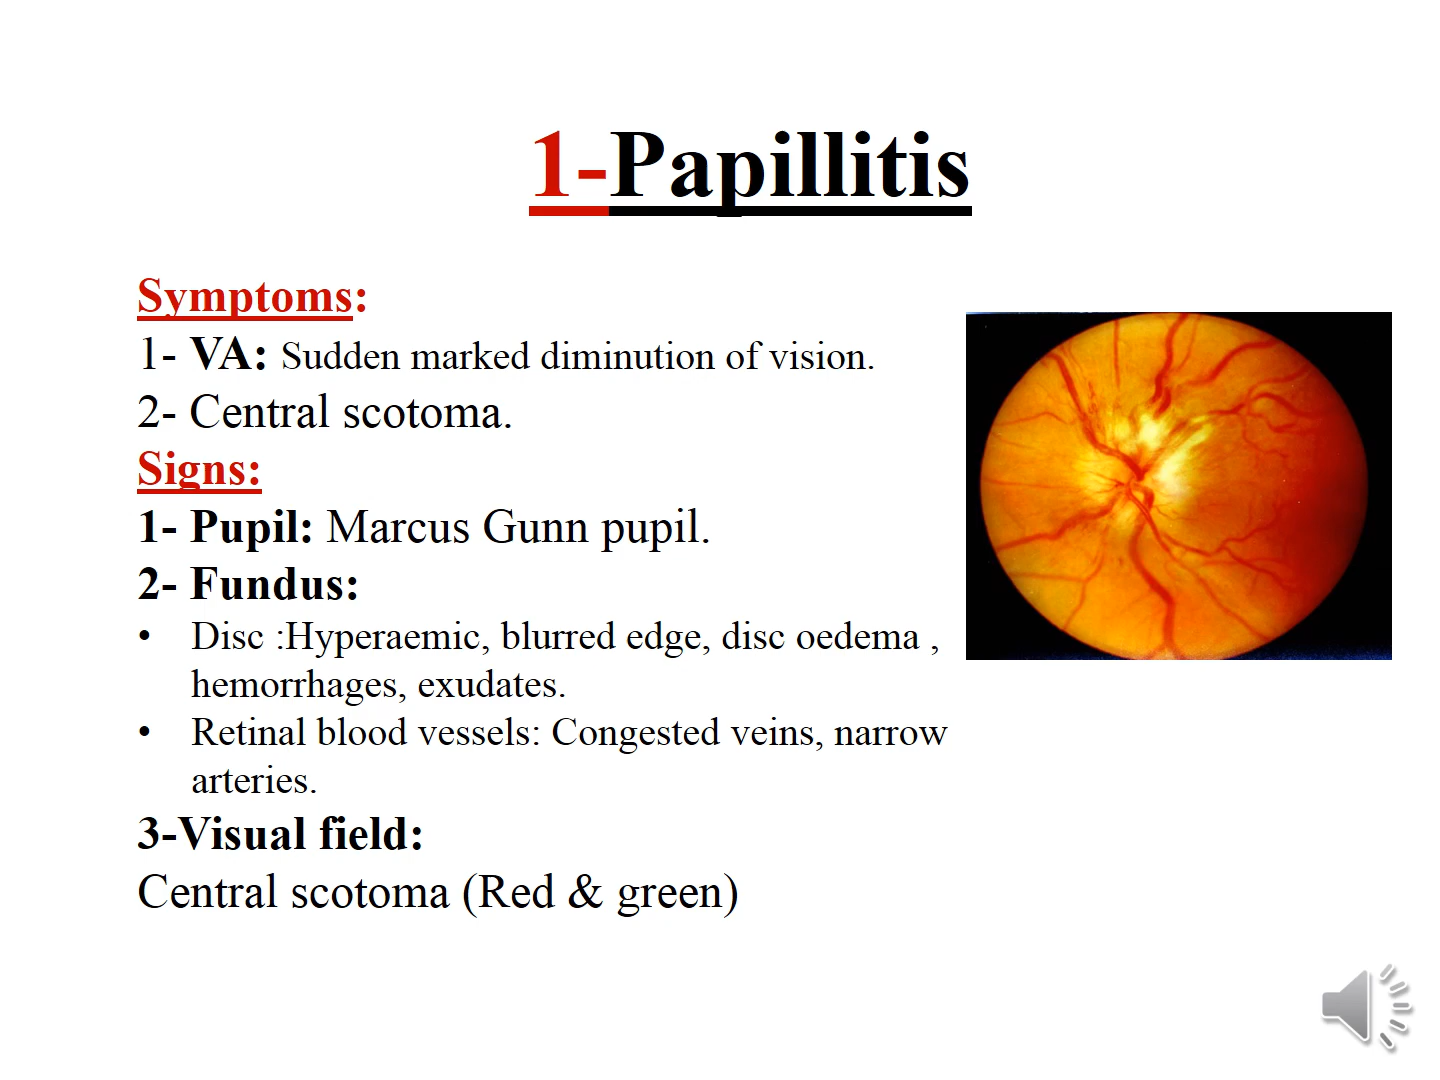 1-Papillitis
Symptoms:
1- VA: Sudden marked diminution of vision.
2- Central scotoma.
Signs:
1- Pupil: Marcus Gunn pupil.
2- Fundus:
• Disc :Hyperaemic, blurred edge, disc oedema ,
hemorrhages, exudates.
• Retinal blood vessels: Congested veins, narrow
arteries.
3-Visual field:
Central scotoma (Red & green)